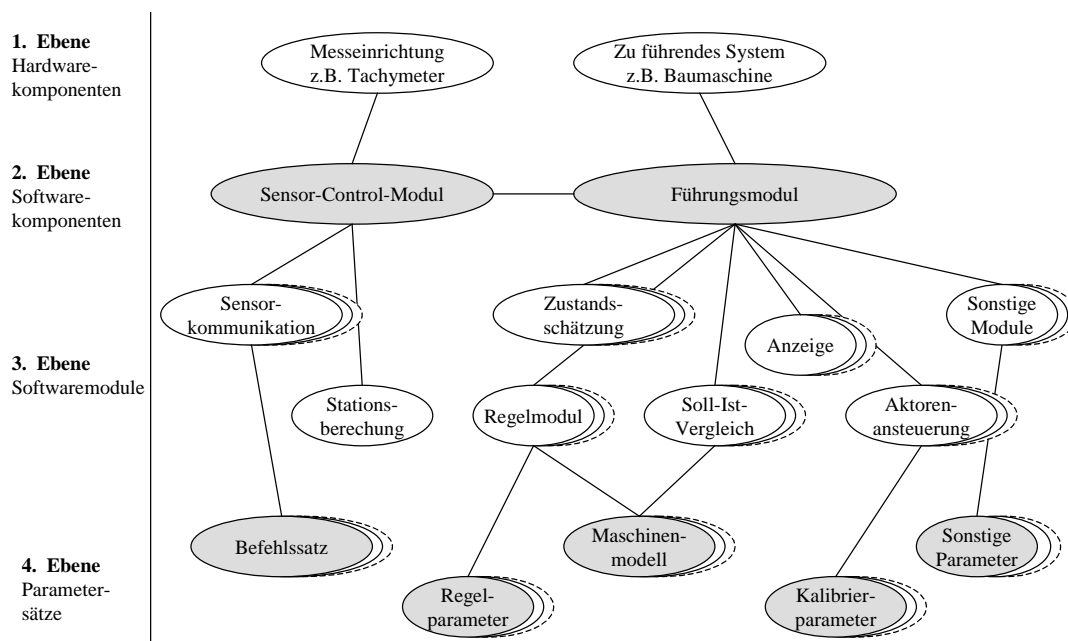 1. Ebene
Hardware-
komponenten
Messeinrichtung
z.B. Tachymeter
Zu führendes System
z.B. Baumaschine
2. Ebene
Software-
komponenten
Sensor-Control-Modul
Führungsmodul
3. Ebene
Softwaremodule
Sensor-
kommunikation
Zustands-
schätzung
Anzeige
Sonstige
Module
Stations-
berechung
Regelmodul
Soll-Ist-
Vergleich
Aktoren-
ansteuerung
4. Ebene
Parameter-
sätze
Befehlssatz
Maschinen-
modell
Sonstige
Parameter
Regel-
parameter
Kalibrier-
parameter